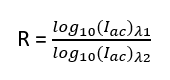 R = log₁₀(Iₐc)λ1 / log₁₀(Iₐc)λ2